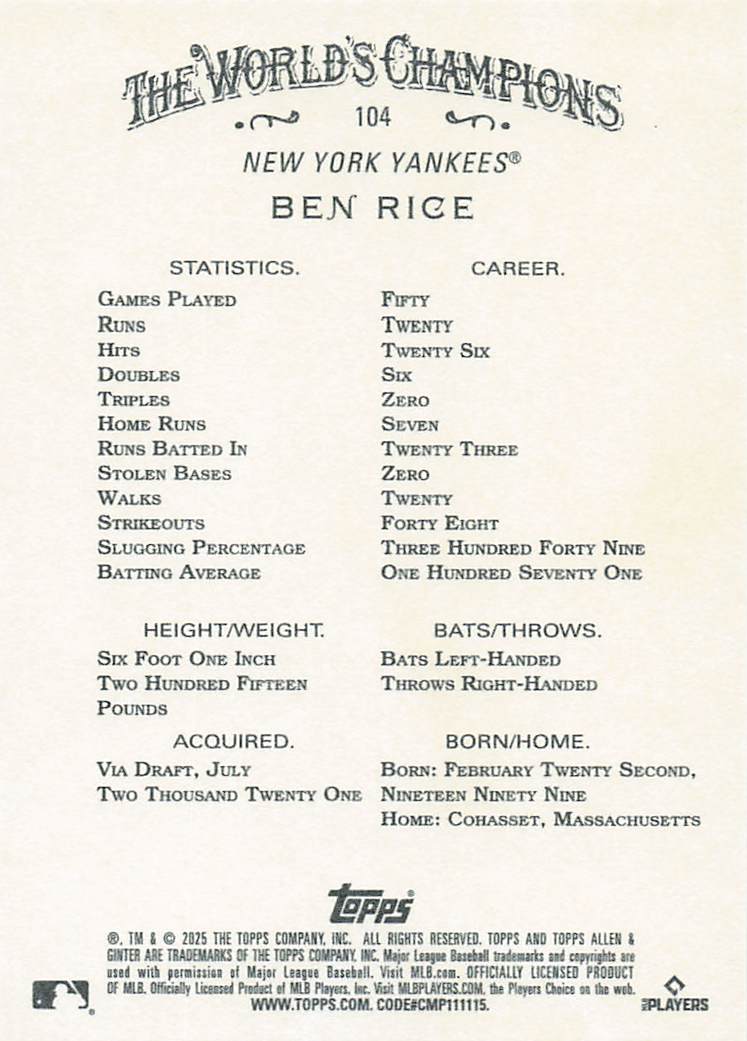 THE WORLD'S CHAMPIONS
104
NEW YORK YANKEES®
BEN RICE
STATISTICS. CAREER.
GAMES PLAYED FIFTY
RUNS TWENTY
HITS TWENTY SIX
DOUBLES SIX
TRIPLES ZERO
HOME RUNS SEVEN
RUNS BATTED IN TWENTY THREE
STOLEN BASES ZERO
WALKS TWENTY
STRIKEOUTS FORTY EIGHT
SLUGGING PERCENTAGE THREE HUNDRED FORTY NINE
BATTING AVERAGE ONE HUNDRED SEVENTY ONE
HEIGHT/WEIGHT.
SIX FOOT ONE INCH
TWO HUNDRED FIFTEEN
POUNDS
BATS/THROWS.
BATS LEFT-HANDED
THROWS RIGHT-HANDED
ACQUIRED.
VIA DRAFT, JULY
TWO THOUSAND TWENTY ONE
BORN/HOME.
BORN: FEBRUARY TWENTY SECOND,
NINETEEN NINETY NINE
HOME: COHASSET, MASSACHUSETTS
topps®
®, TM & © 2025 THE TOPPS COMPANY, INC. ALL RIGHTS RESERVED. TOPPS AND TOPPS ALLEN &
GINTER ARE TRADEMARKS OF THE TOPPS COMPANY, INC. Major League Baseball trademarks and copyrights are
used with permission of Major League Baseball. Visit MLB.com. OFFICIALLY LICENSED PRODUCT
OF MLB. Officially Licensed Product of MLB Players, Inc. Visit MLBPLAYERS.COM, the Players Choice on the web.
WWW.TOPPS.COM. CODE#CMP111115.
MLB PLAYERS